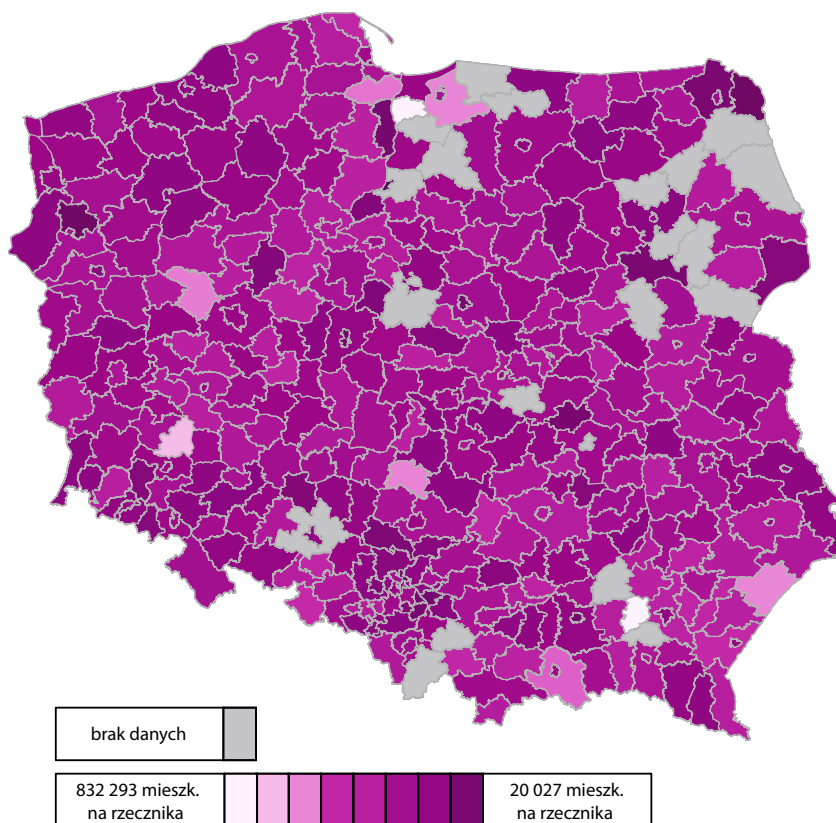 brak danych
832 293 mieszk.
na rzecznika
20 027 mieszk.
na rzecznika